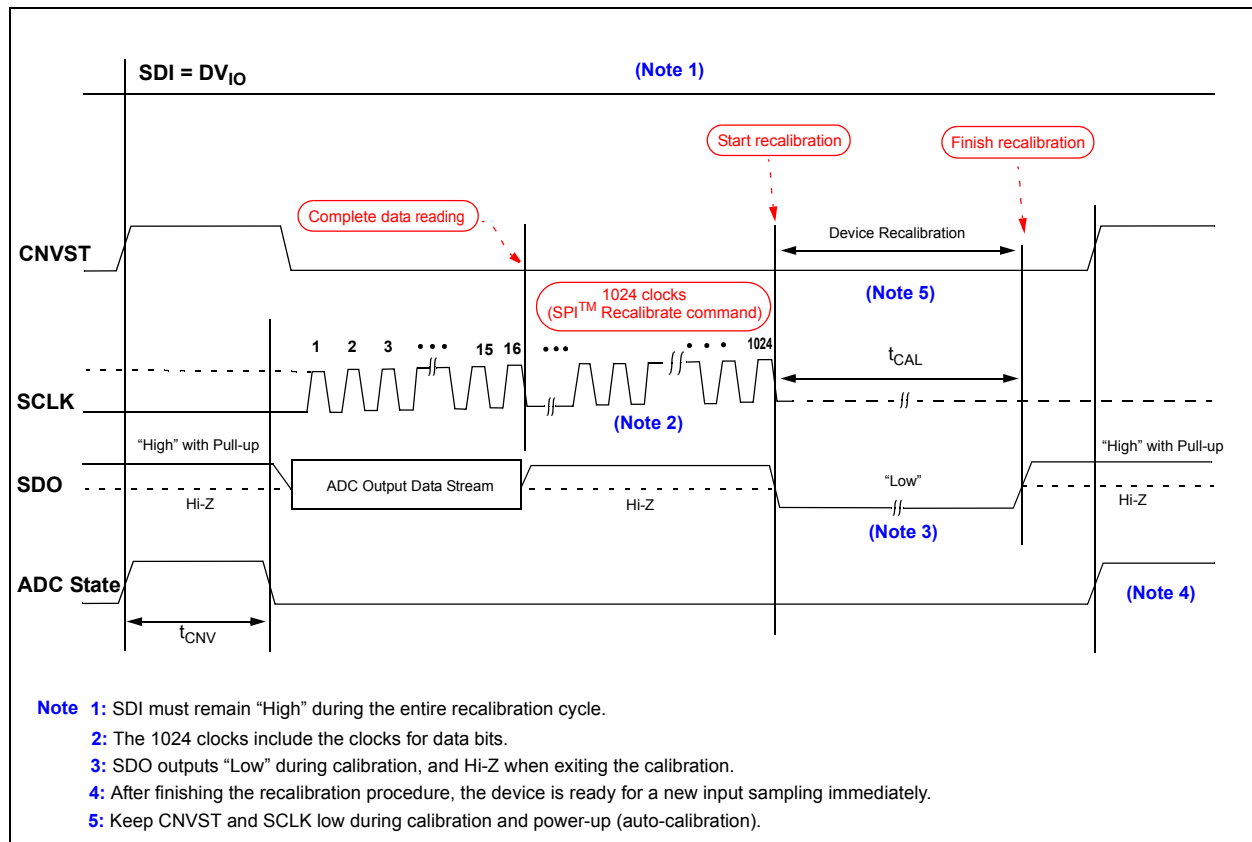 SDI = DVIO
(Note 1)
Start recalibration
Finish recalibration
Complete data reading
CNVST
Device Recalibration
1024 clocks
(SPI™ Recalibrate command)
(Note 5)
1 2 3 • • • 15 16 • • • • • • 1024
tCAL
SCLK
(Note 2)
"High" with Pull-up
"High" with Pull-up
SDO
ADC Output Data Stream
"Low"
Hi-Z
Hi-Z
Hi-Z
(Note 3)
ADC State
(Note 4)
tCNV
Note 1: SDI must remain “High” during the entire recalibration cycle.
2: The 1024 clocks include the clocks for data bits.
3: SDO outputs “Low” during calibration, and Hi-Z when exiting the calibration.
4: After finishing the recalibration procedure, the device is ready for a new input sampling immediately.
5: Keep CNVST and SCLK low during calibration and power-up (auto-calibration).